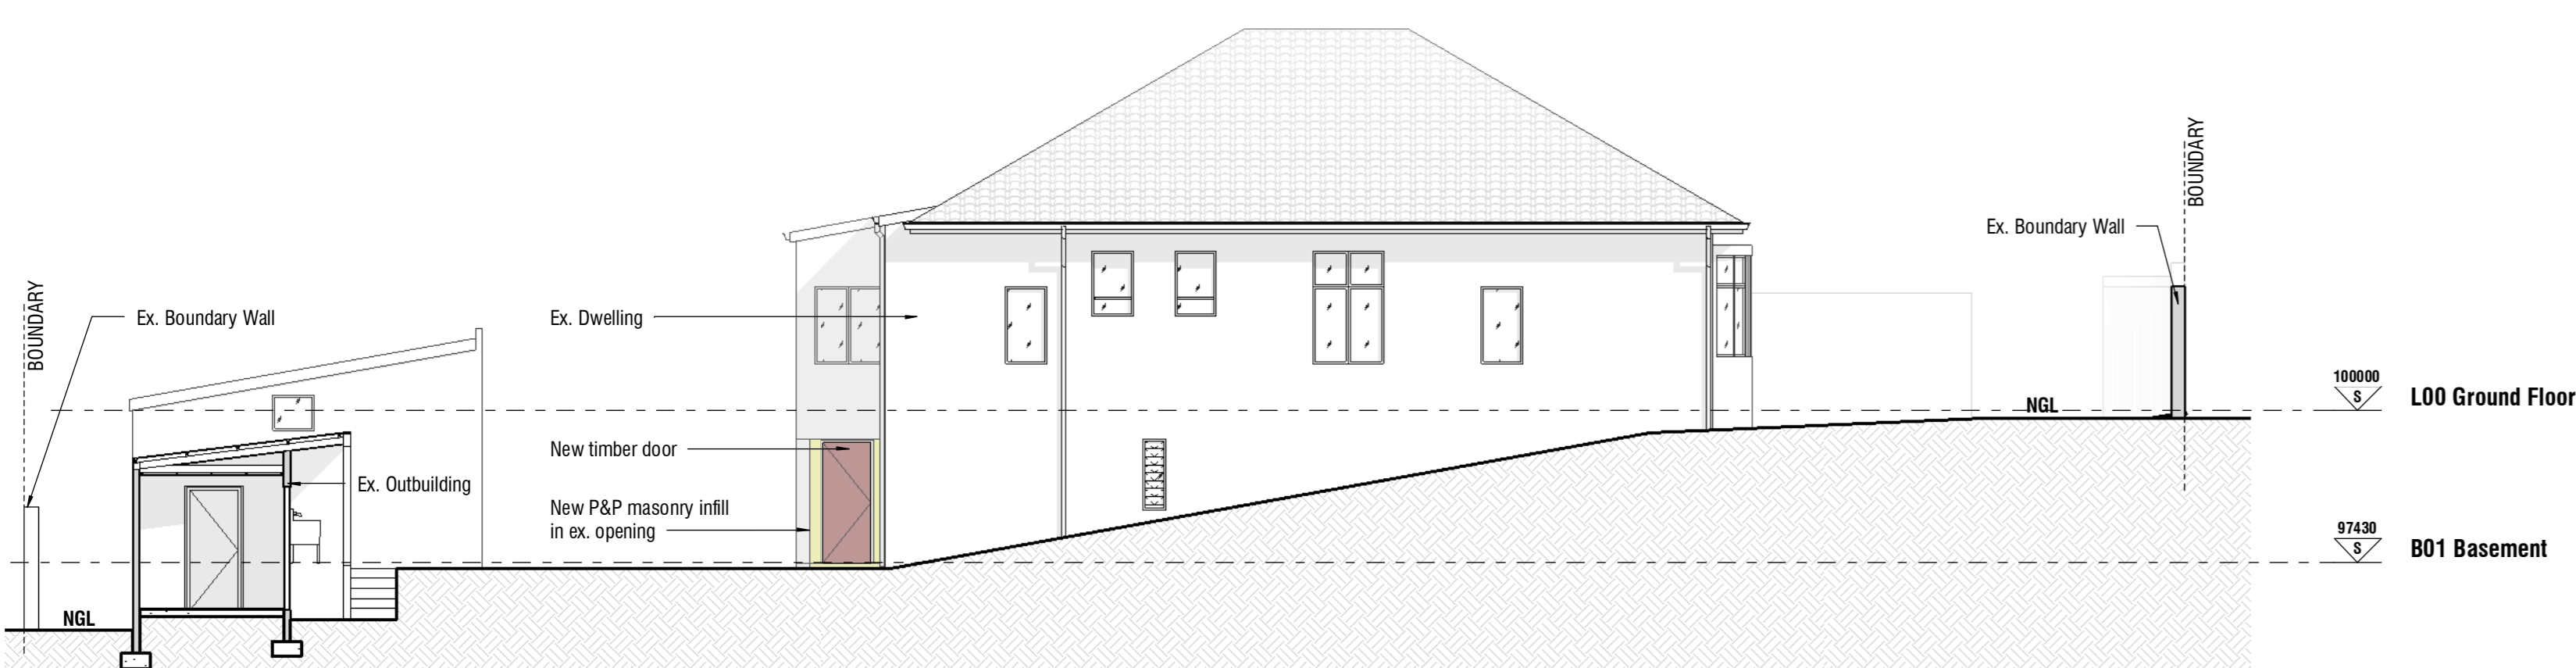 BOUNDARY
Ex. Boundary Wall
BOUNDARY
Ex. Boundary Wall
Ex. Dwelling
100000
S
L00 Ground Floor
NGL
New timber door
Ex. Outbuilding
New P&P masonry infill
in ex. opening
97430
S
B01 Basement
NGL